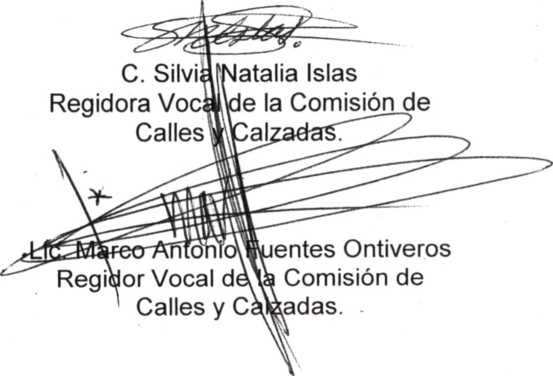 C. Silvia Natalia Islas
Regidora Vocal de la Comisión de
Calles y Calzadas.
Lic. Marco Antonio Fuentes Ontiveros
Regidor Vocal de la Comisión de
Calles y Calzadas.